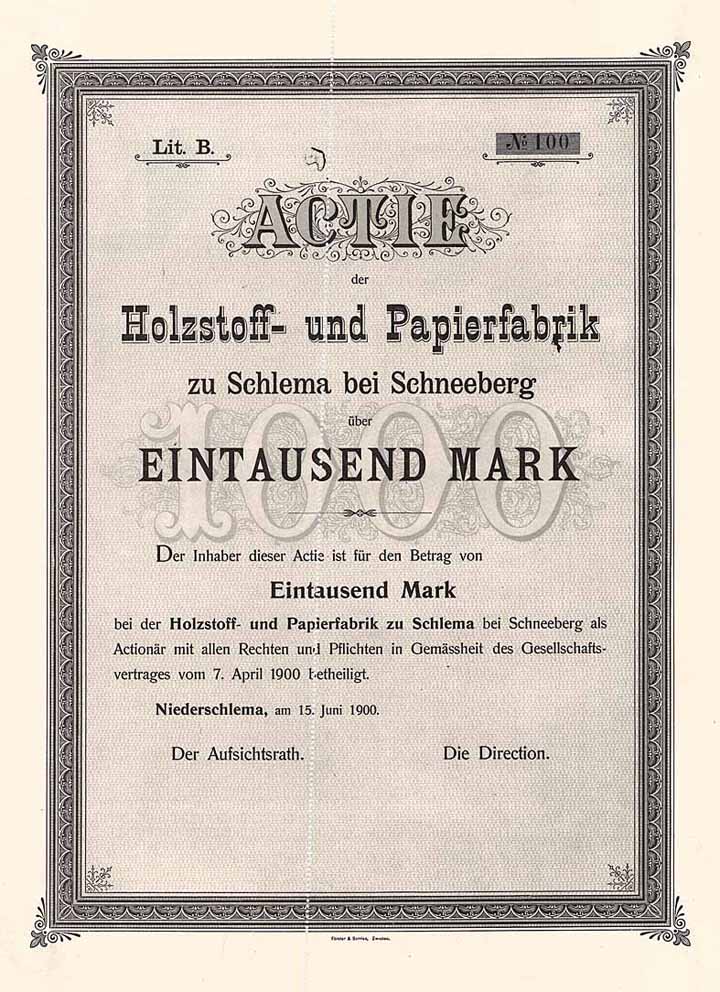 Lit. B.
№ 100
ACTIE
der
Holzstoff- und Papierfabrik
zu Schlema bei Schneeberg
über
1000
EINTAUSEND MARK
Der Inhaber dieser Actie ist für den Betrag von
Eintausend Mark
bei der Holzstoff- und Papierfabrik zu Schlema bei Schneeberg als
Actionär mit allen Rechten und Pflichten in Gemässheit des Gesellschafts-
vertrages vom 7. April 1900 betheiligt.
Niederschlema, am 15. Juni 1900.
Der Aufsichtsrath.
Die Direction.
Förster & Borries, Zwickau.